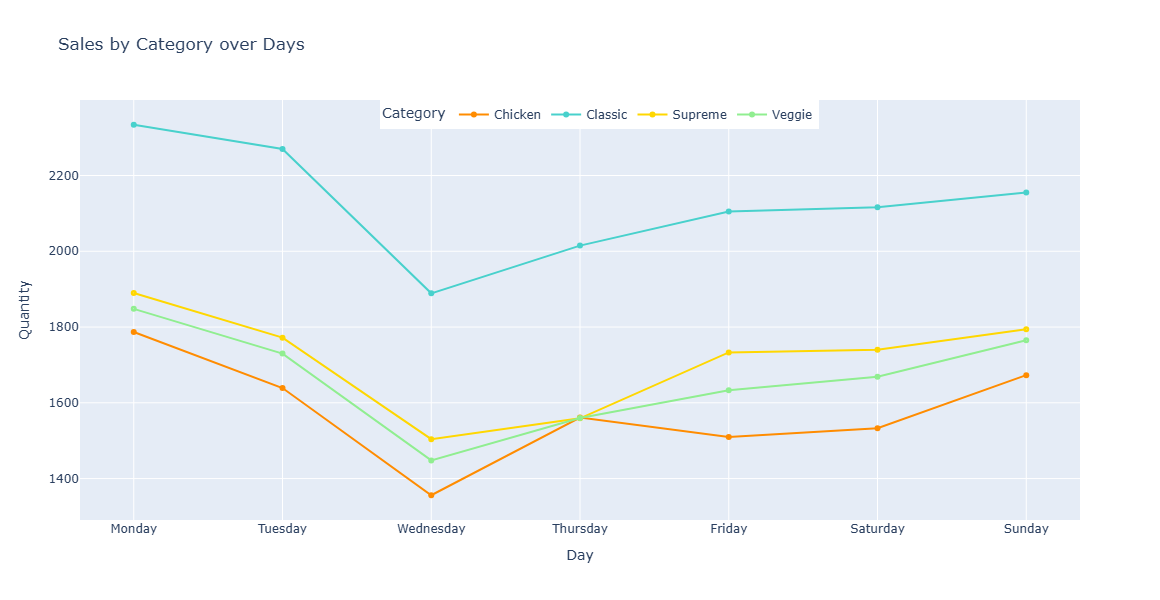 Sales by Category over Days
Category Chicken Classic Supreme Veggie
2200
2000
1800
1600
1400
Quantity
Monday Tuesday Wednesday Thursday Friday Saturday Sunday
Day